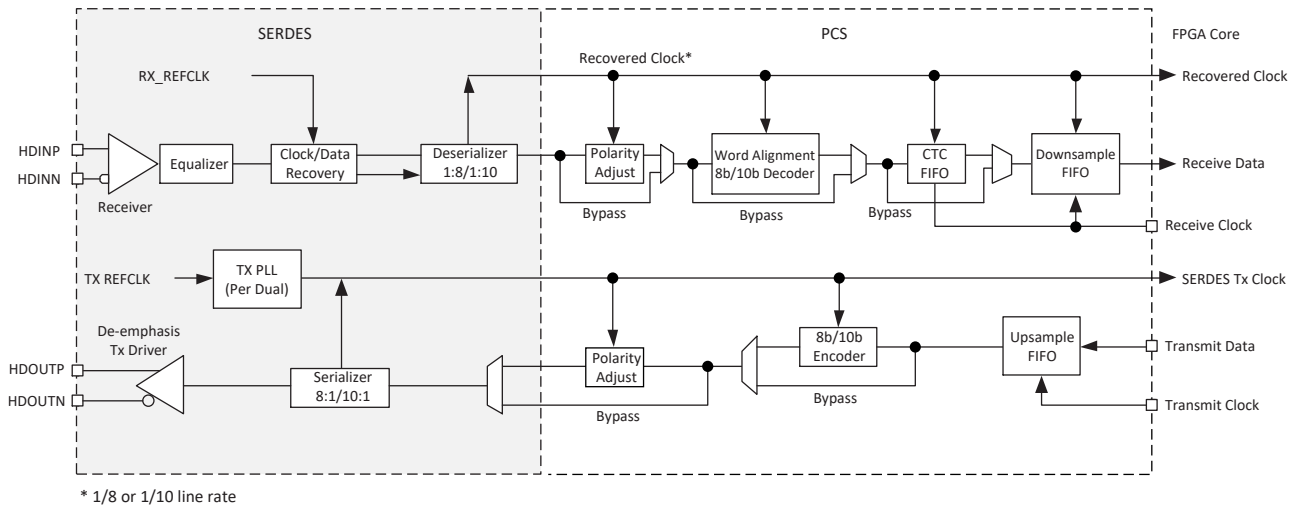 SERDES
PCS
FPGA Core
RX_REFCLK
Recovered Clock*
Recovered Clock
HDINP
HDINN
Receiver
Equalizer
Clock/Data
Recovery
Deserializer
1:8/1:10
Polarity
Adjust
Bypass
Word Alignment
8b/10b Decoder
Bypass
CTC
FIFO
Bypass
Downsample
FIFO
Receive Data
Receive Clock
TX REFCLK
TX PLL
(Per Dual)
SERDES Tx Clock
De-emphasis
Tx Driver
HDOUTP
HDOUTN
Serializer
8:1/10:1
Polarity
Adjust
Bypass
8b/10b
Encoder
Bypass
Upsample
FIFO
Transmit Data
Transmit Clock
* 1/8 or 1/10 line rate